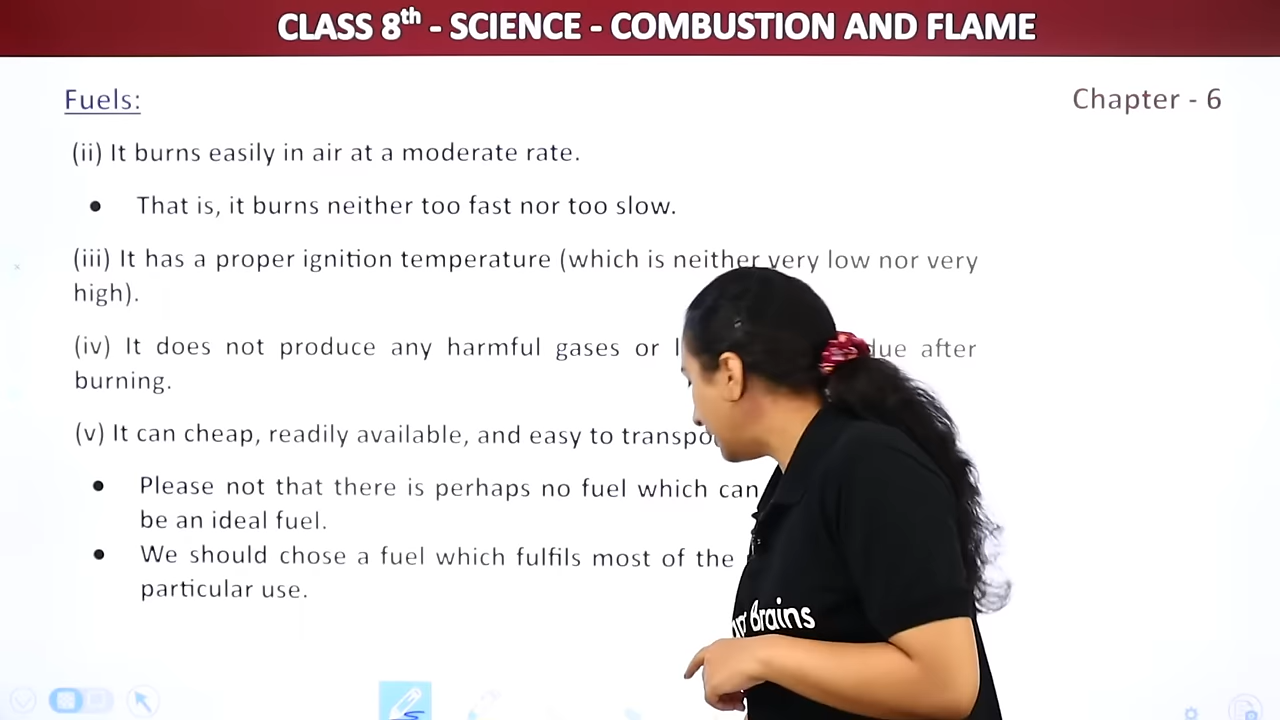 CLASS 8th - SCIENCE - COMBUSTION AND FLAME
Fuels:
Chapter - 6
(ii) It burns easily in air at a moderate rate.
● That is, it burns neither too fast nor too slow.
(iii) It has a proper ignition temperature (which is neither very low nor very
high).
(iv) It does not produce any harmful gases or after
burning.
(v) It can cheap, readily available, and easy to
● Please not that there is perhaps no fuel which can
be an ideal fuel.
● We should chose a fuel which fulfils most of the
particular use.
Brains